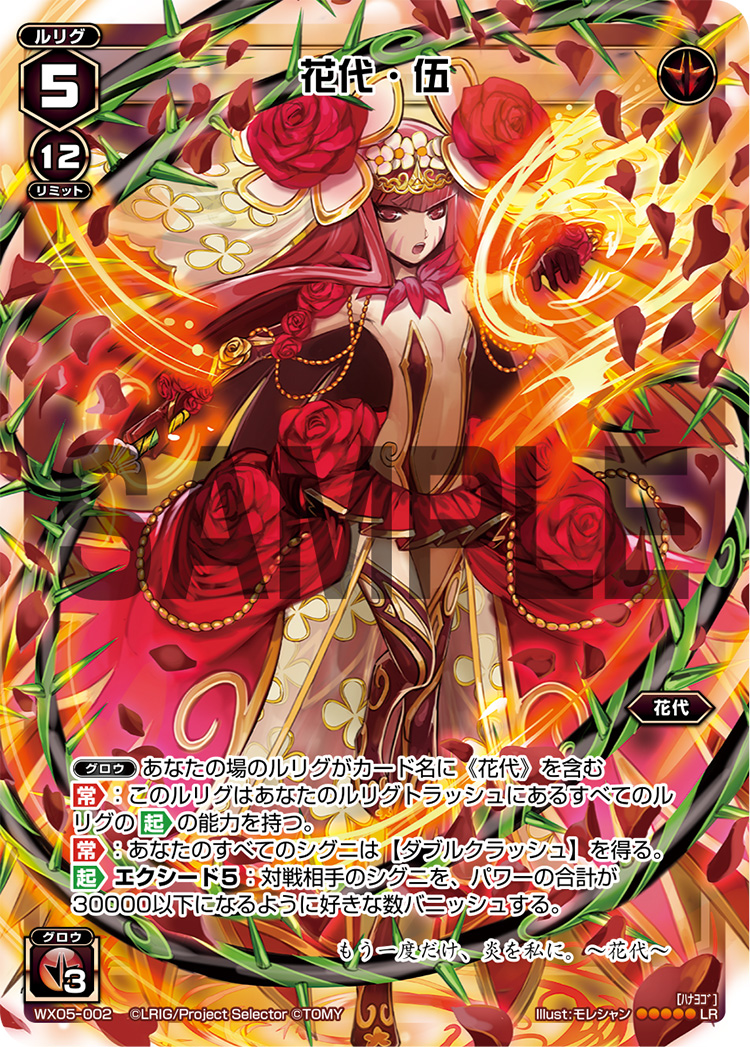 ルリグ
5
12
リミット
花代・伍
SAMPLE
花代
グロウ あなたの場のルリグがカード名に《花代》を含む
常：このルリグはあなたのルリグトラッシュにあるすべてのル
リグの 起 の能力を持つ。
常：あなたのすべてのシグニは【ダブルクラッシュ】を得る。
起 エクシード5：対戦相手のシグニを、パワーの合計が
30000以下になるように好きな数バニッシュする。
もう一度だけ、炎を私に。～花代～
グロウ
3
[ハナヨゴ]
WX05-002 ©LRIG/Project Selector ©TOMY Illust:モレシャン LR